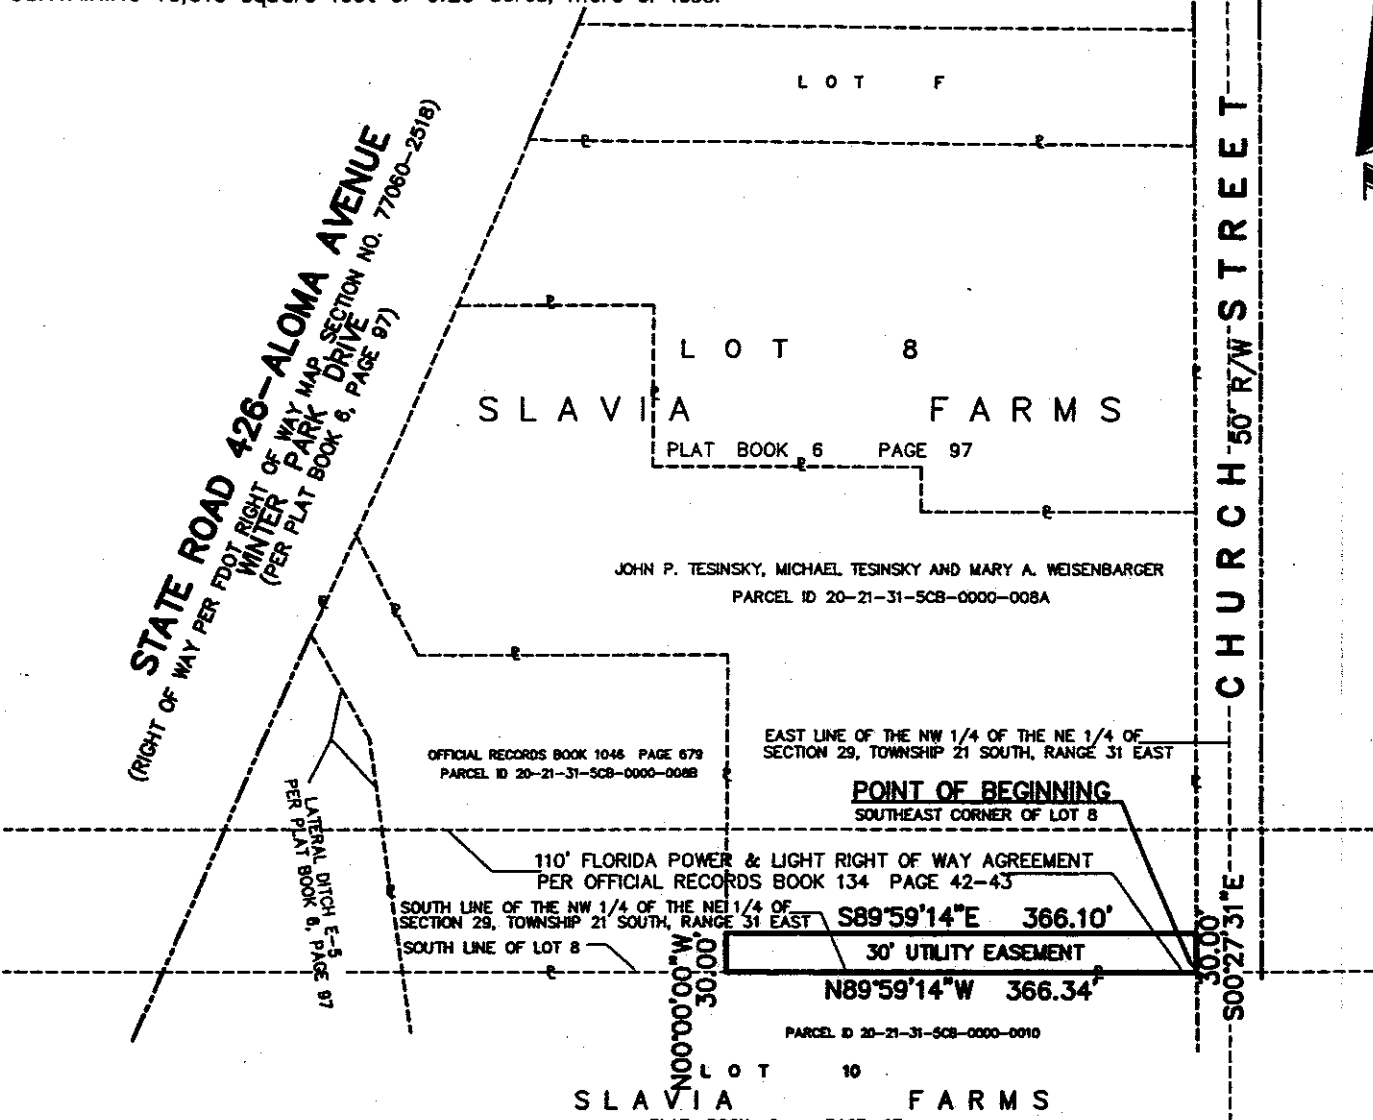 LOT F
STATE ROAD 426-ALOMA AVENUE
(RIGHT OF WAY PER FDOT RIGHT OF WAY MAP SECTION NO. 77060-2518)
WINTER PARK DRIVE
(PER PLAT BOOK 6, PAGE 97)
CHURCH 50' R/W STREET
LOT 8
SLAVIA FARMS
PLAT BOOK 6 PAGE 97
JOHN P. TESINSKY, MICHAEL TESINSKY AND MARY A. WEISENBARGER
PARCEL ID 20-21-31-5CB-0000-008A
OFFICIAL RECORDS BOOK 1046 PAGE 679
PARCEL ID 20-21-31-5CB-0000-008B
EAST LINE OF THE NW 1/4 OF THE NE 1/4 OF
SECTION 29, TOWNSHIP 21 SOUTH, RANGE 31 EAST
POINT OF BEGINNING
SOUTHEAST CORNER OF LOT 8
LATERAL DITCH E-5
PER PLAT BOOK 6, PAGE 97
110' FLORIDA POWER & LIGHT RIGHT OF WAY AGREEMENT
PER OFFICIAL RECORDS BOOK 134 PAGE 42-43
SOUTH LINE OF THE NW 1/4 OF THE NE 1/4 OF
SECTION 29, TOWNSHIP 21 SOUTH, RANGE 31 EAST
SOUTH LINE OF LOT 8
S89°59'14"E 366.10'
30' UTILITY EASEMENT
N89°59'14"W 366.34'
N00°00'00"W
30.00'
30.00'
S00°27'31"E
PARCEL ID 20-21-31-5CB-0000-0010
LOT 10
SLAVIA FARMS